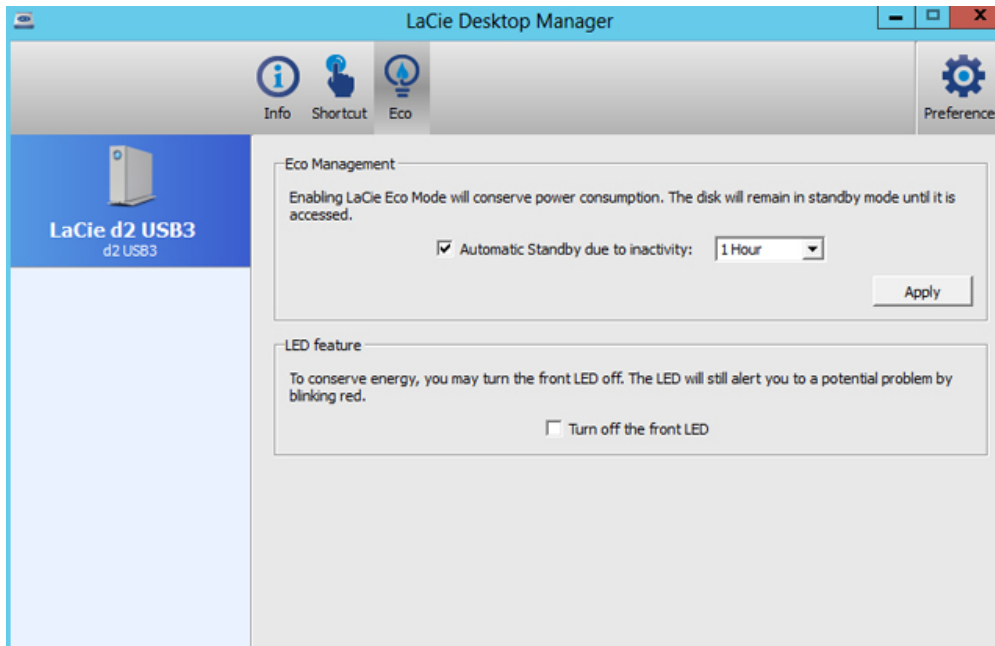 LaCie Desktop Manager
Info
Shortcut
Eco
Preference
LaCie d2 USB3
d2 USB3
Eco Management
Enabling LaCie Eco Mode will conserve power consumption. The disk will remain in standby mode until it is
accessed.
Automatic Standby due to inactivity:
1 Hour
Apply
LED feature
To conserve energy, you may turn the front LED off. The LED will still alert you to a potential problem by
blinking red.
Turn off the front LED